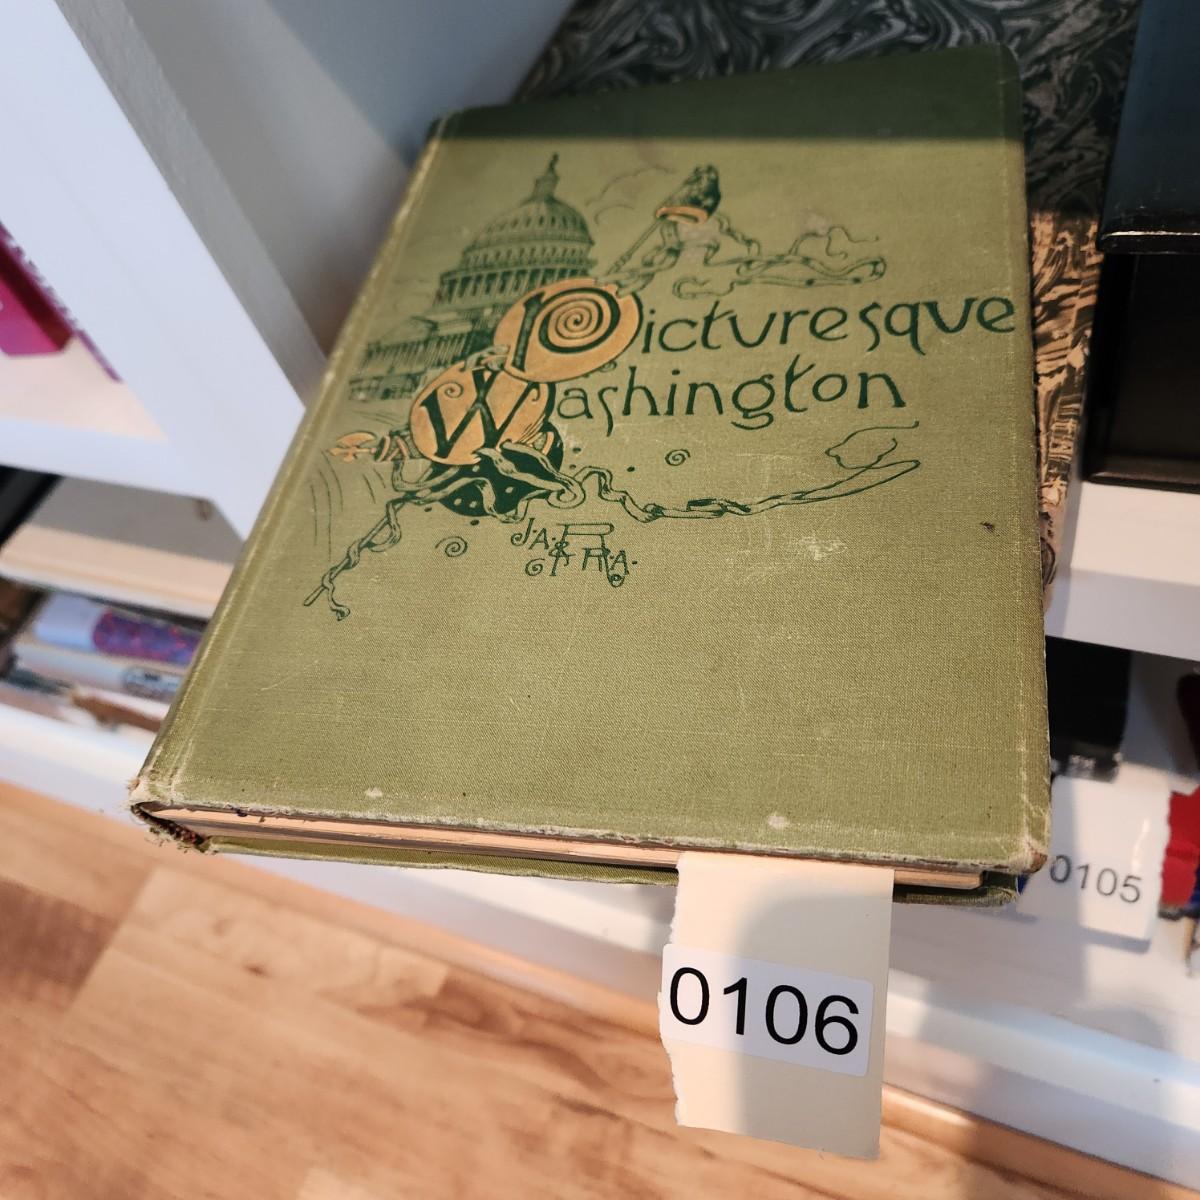 Picturesque
Washington
J.A. & R.A.
0105
0106